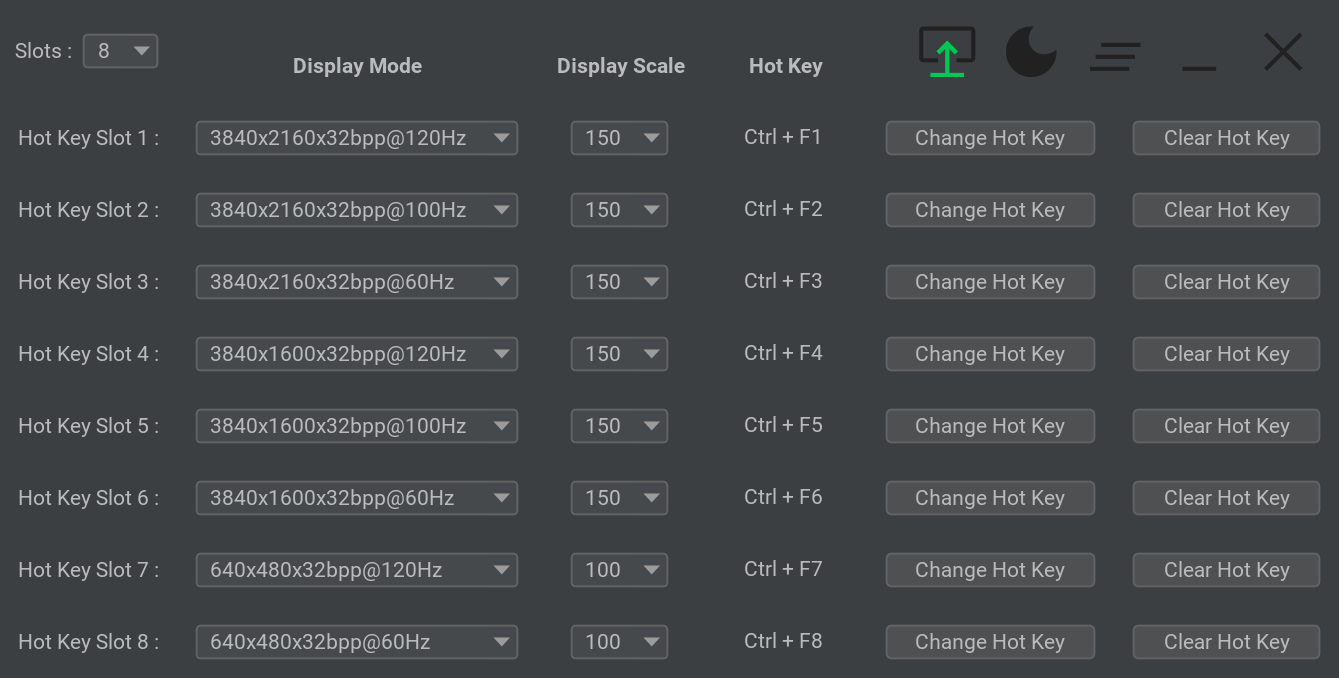 Slots : 8
Display Mode Display Scale Hot Key
Hot Key Slot 1 : 3840x2160x32bpp@120Hz 150 Ctrl + F1 Change Hot Key Clear Hot Key
Hot Key Slot 2 : 3840x2160x32bpp@100Hz 150 Ctrl + F2 Change Hot Key Clear Hot Key
Hot Key Slot 3 : 3840x2160x32bpp@60Hz 150 Ctrl + F3 Change Hot Key Clear Hot Key
Hot Key Slot 4 : 3840x1600x32bpp@120Hz 150 Ctrl + F4 Change Hot Key Clear Hot Key
Hot Key Slot 5 : 3840x1600x32bpp@100Hz 150 Ctrl + F5 Change Hot Key Clear Hot Key
Hot Key Slot 6 : 3840x1600x32bpp@60Hz 150 Ctrl + F6 Change Hot Key Clear Hot Key
Hot Key Slot 7 : 640x480x32bpp@120Hz 100 Ctrl + F7 Change Hot Key Clear Hot Key
Hot Key Slot 8 : 640x480x32bpp@60Hz 100 Ctrl + F8 Change Hot Key Clear Hot Key